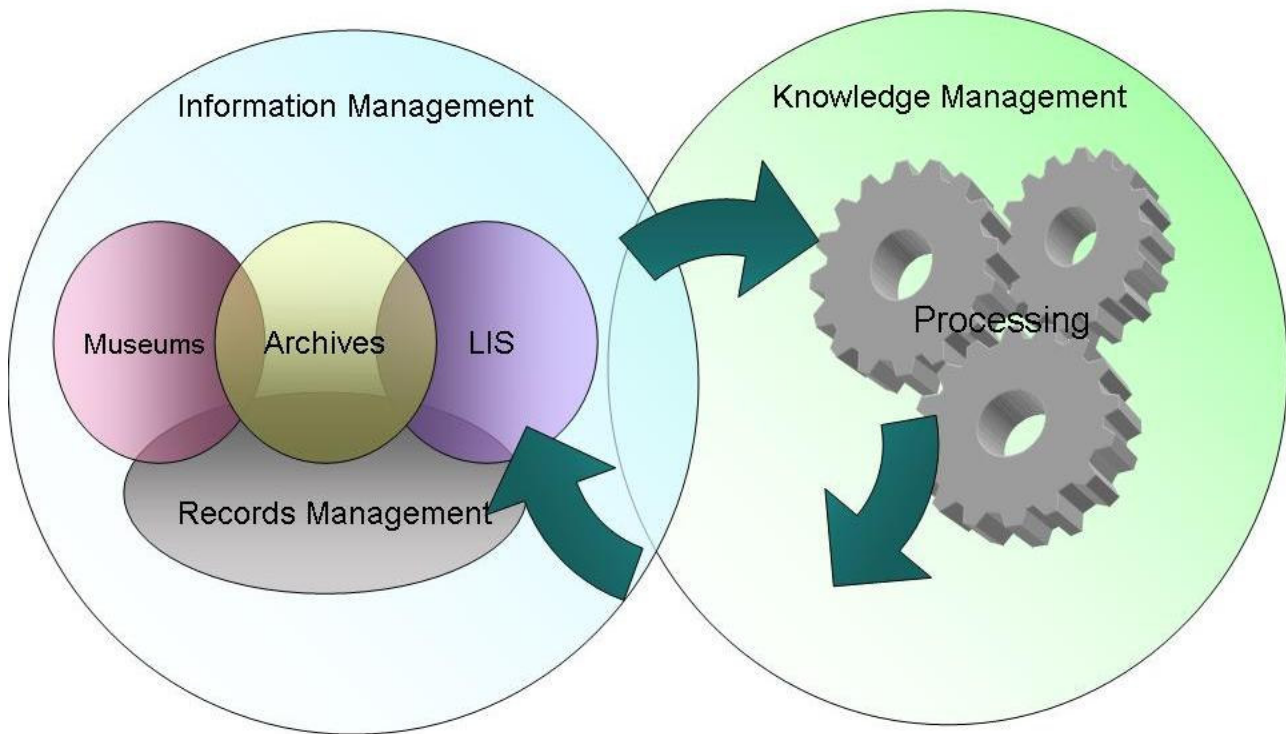 Information Management
Knowledge Management
Museums
Archives
LIS
Processing
Records Management